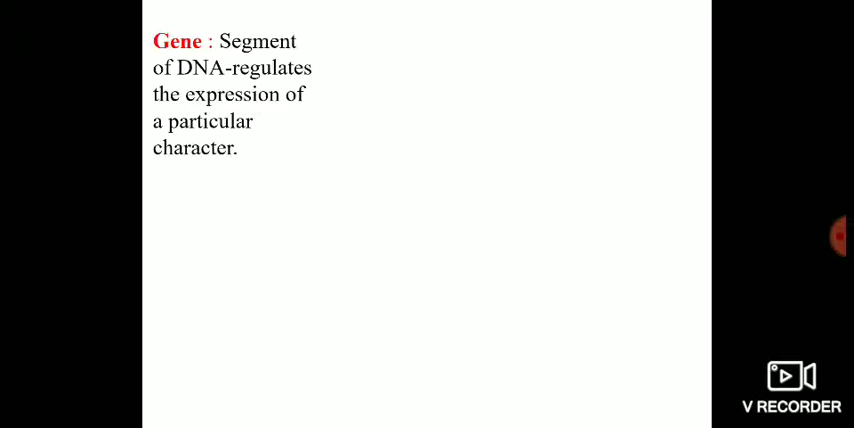 Gene : Segment
of DNA-regulates
the expression of
a particular
character.
V RECORDER